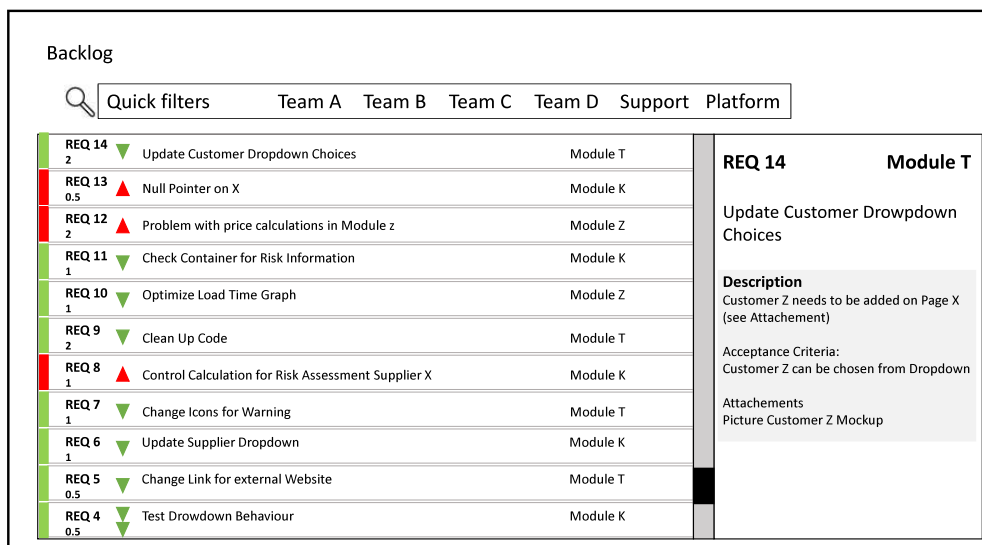 Backlog
Quick filters Team A Team B Team C Team D Support Platform
REQ 14 Update Customer Dropdown Choices Module T
2
REQ 13 Null Pointer on X Module K
0.5
REQ 12 Problem with price calculations in Module z Module Z
2
REQ 11 Check Container for Risk Information Module K
1
REQ 10 Optimize Load Time Graph Module Z
1
REQ 9 Clean Up Code Module T
2
REQ 8 Control Calculation for Risk Assessment Supplier X Module K
1
REQ 7 Change Icons for Warning Module T
1
REQ 6 Update Supplier Dropdown Module K
1
REQ 5 Change Link for external Website Module T
0.5
REQ 4 Test Drowdown Behaviour Module K
0.5
REQ 14 Module T
Update Customer Drowpdown
Choices
Description
Customer Z needs to be added on Page X
(see Attachement)
Acceptance Criteria:
Customer Z can be chosen from Dropdown
Attachements
Picture Customer Z Mockup